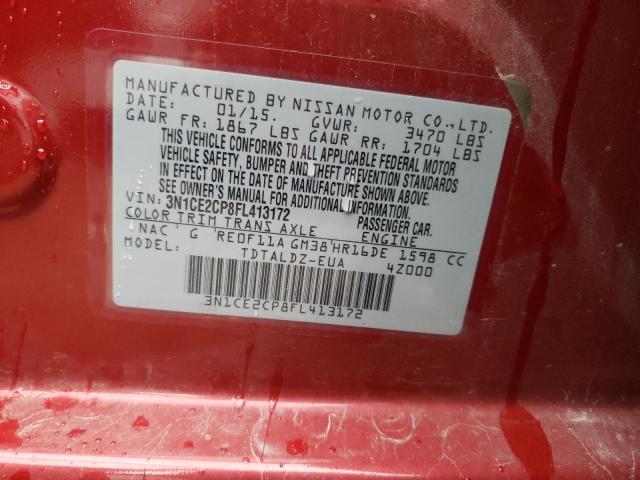 MANUFACTURED BY NISSAN MOTOR CO.,LTD.
DATE: 01/15. GVWR: 3470 LBS
GAWR FR: 1867 LBS GAWR RR: 1704 LBS
THIS VEHICLE CONFORMS TO ALL APPLICABLE FEDERAL MOTOR
VEHICLE SAFETY, BUMPER AND THEFT PREVENTION STANDARDS
IN EFFECT ON THE DATE OF MANUFACTURE SHOWN ABOVE.
SEE OWNER'S MANUAL FOR ADDITIONAL INFORMATION.
VIN: 3N1CE2CP8FL413172 PASSENGER CAR.
COLOR TRIM TRANS AXLE ENGINE
NAC G RE0F11A GM38 HR16DE 1598 CC
MODEL: TDTALDZ-EUA 4Z000
3N1CE2CP8FL413172